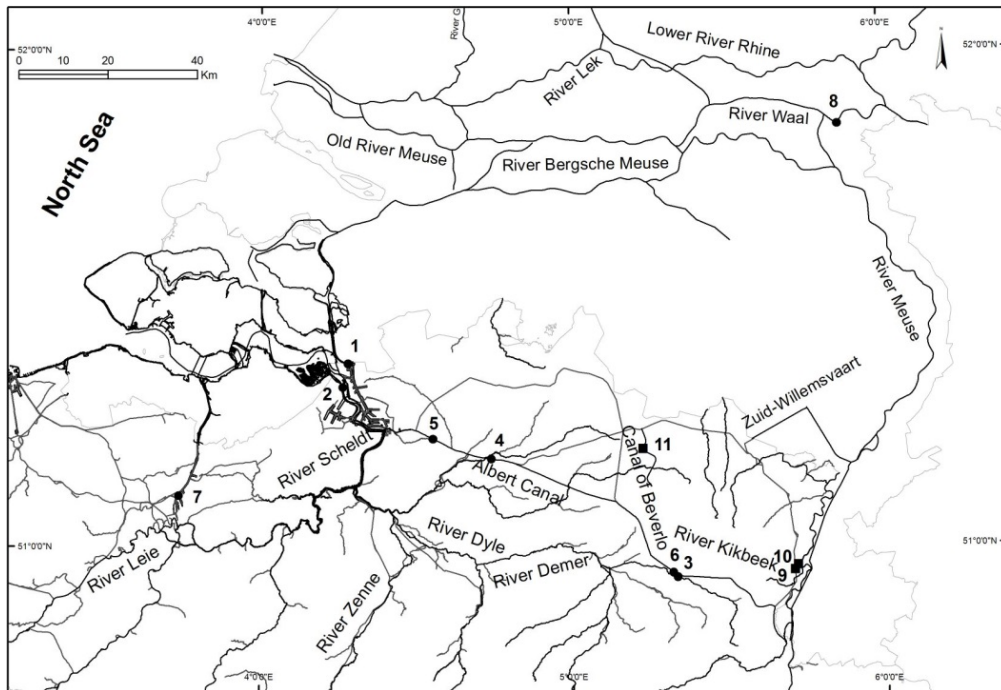 4°0'0"E
5°0'0"E
6°0'0"E
52°0'0"N
52°0'0"N
0 10 20 40
Km
River G
Lower River Rhine
River Lek
8
River Waal
Old River Meuse
River Bergsche Meuse
North Sea
River Meuse
1
2
Zuid-Willemsvaart
5
4
11
River Scheldt
Albert Canal
Canal of Beverlo
7
River Dyle
River Kikbeek
10
9
6 3
River Leie
River Demer
River Zenne
51°0'0"N
51°0'0"N
4°0'0"E
5°0'0"E
6°0'0"E